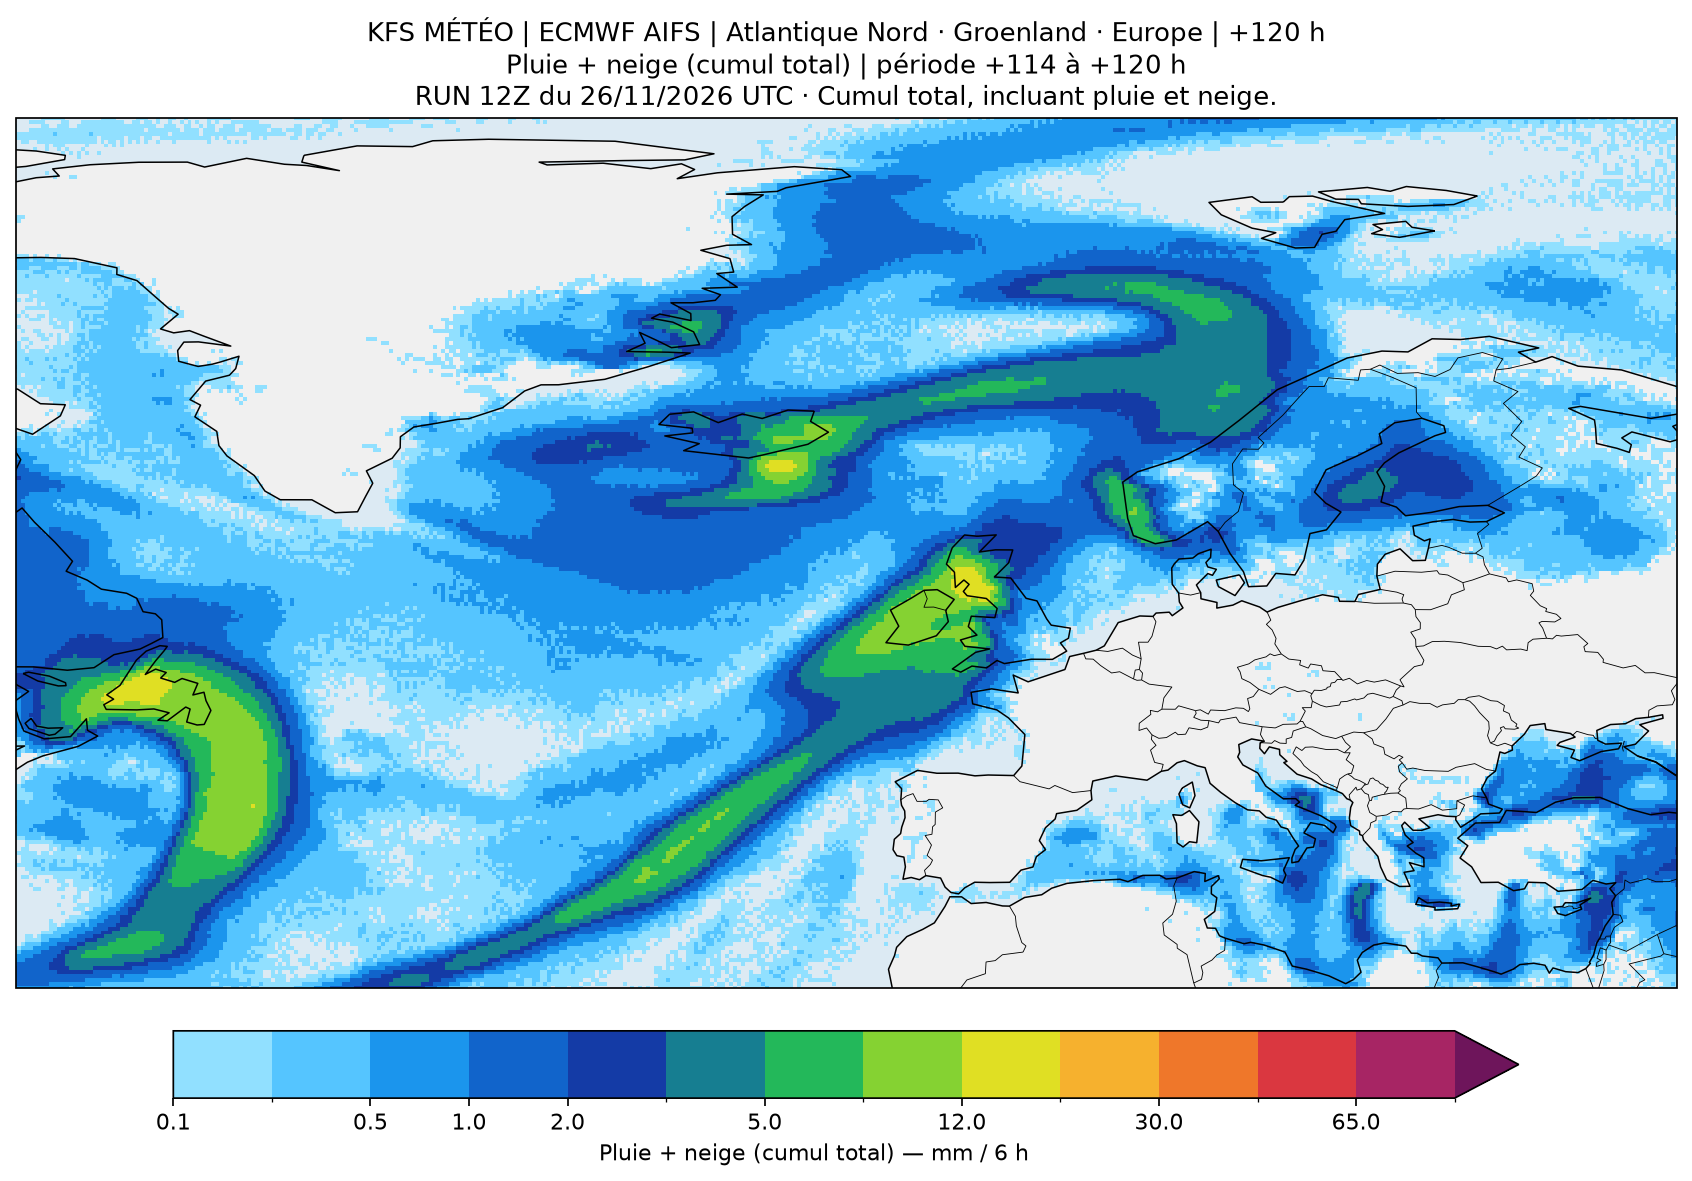 KFS MÉTÉO | ECMWF AIFS | Atlantique Nord · Groenland · Europe | +120 h
Pluie + neige (cumul total) | période +114 à +120 h
RUN 12Z du 26/11/2026 UTC · Cumul total, incluant pluie et neige.
0.1 0.5 1.0 2.0 5.0 12.0 30.0 65.0
Pluie + neige (cumul total) — mm / 6 h